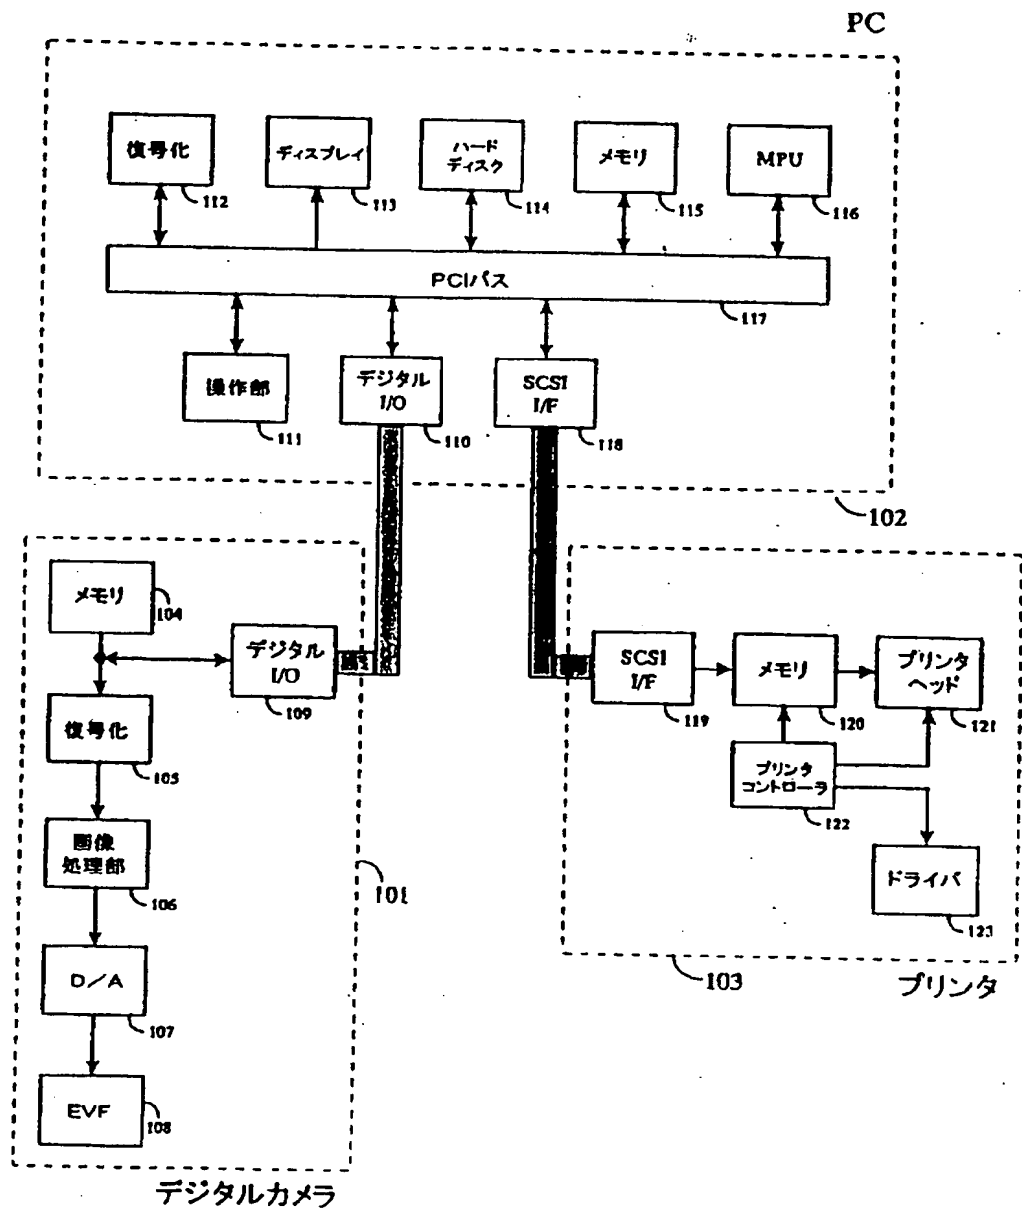 PC
復号化
112
ディスプレイ
113
ハード
ディスク
114
メモリ
115
MPU
116
PCIバス
117
操作部
111
デジタル
I/O
110
SCSI
I/F
118
102
メモリ
104
デジタル
I/O
109
復号化
105
画像
処理部
106
D/A
107
EVF
108
101
デジタルカメラ
SCSI
I/F
119
メモリ
120
プリンタ
ヘッド
121
プリンタ
コントローラ
122
ドライバ
123
103
プリンタ